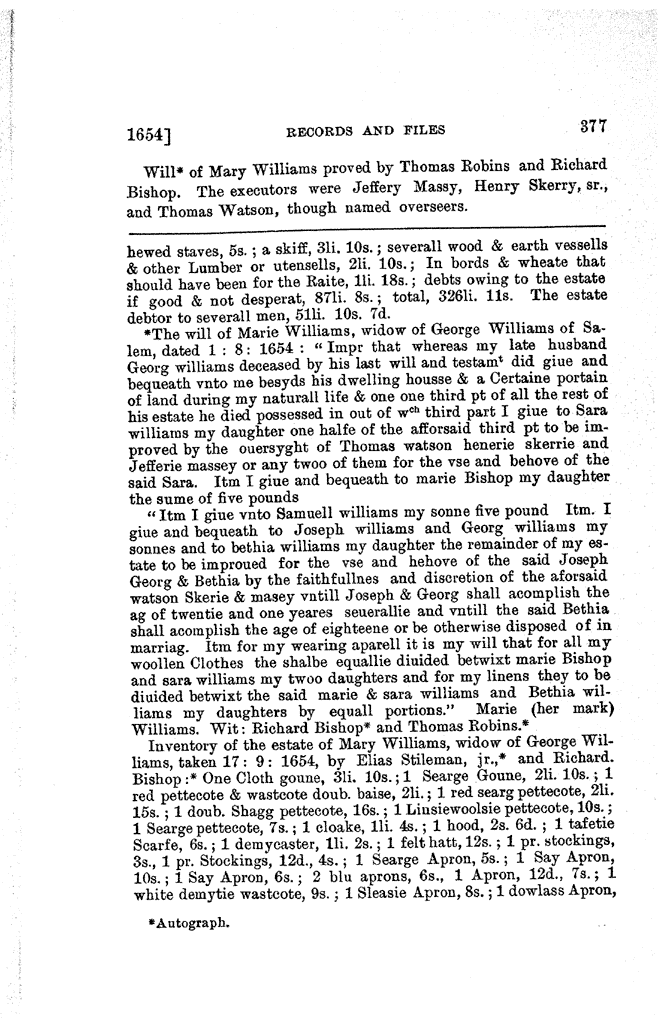 1654] RECORDS AND FILES 377
Will* of Mary Williams proved by Thomas Robins and Richard
Bishop. The executors were Jeffery Massy, Henry Skerry, sr.,
and Thomas Watson, though named overseers.
hewed staves, 5s. ; a skiff, 3li. 10s. ; severall wood & earth vessells
& other Lumber or utensells, 2li. 10s. ; In bords & wheate that
should have been for the Raite, 1li. 18s. ; debts owing to the estate
if good & not desperat, 87li. 8s. ; total, 326li. 11s. The estate
debtor to severall men, 51li. 10s. 7d.
*The will of Marie Williams, widow of George Williams of Sa-
lem, dated 1 : 8 : 1654 : "Impr that whereas my late husband
Georg williams deceased by his last will and testamᵗ did giue and
bequeath vnto me besyds his dwelling housse & a Certaine portain
of land during my naturall life & one one third pt of all the rest of
his estate he died possessed in out of wᶜʰ third part I giue to Sara
williams my daughter one halfe of the afforsaid third pt to be im-
proved by the ouersyght of Thomas watson henerie skerrie and
Jefferie massey or any twoo of them for the vse and behove of the
said Sara. Itm I giue and bequeath to marie Bishop my daughter
the sume of five pounds
"Itm I giue vnto Samuell williams my sonne five pound Itm. I
giue and bequeath to Joseph williams and Georg williams my
sonnes and to bethia williams my daughter the remainder of my es-
tate to be improued for the vse and hehove of the said Joseph
Georg & Bethia by the faithfullnes and discretion of the aforsaid
watson Skerie & masey vntill Joseph & Georg shall acomplish the
ag of twentie and one yeares seuerallie and vntill the said Bethia
shall acomplish the age of eighteene or be otherwise disposed of in
marriag. Itm for my wearing aparell it is my will that for all my
woollen Clothes the shalbe equallie diuided betwixt marie Bishop
and sara williams my twoo daughters and for my linens they to be
diuided betwixt the said marie & sara williams and Bethia wil-
liams my daughters by equall portions." Marie (her mark)
Williams. Wit: Richard Bishop* and Thomas Robins.*
Inventory of the estate of Mary Williams, widow of George Wil-
liams, taken 17 : 9 : 1654, by Elias Stileman, jr.,* and Richard.
Bishop :* One Cloth goune, 3li. 10s. ; 1 Searge Goune, 2li. 10s. ; 1
red pettecote & wastcote doub. baise, 2li. ; 1 red searg pettecote, 2li.
15s. ; 1 doub. Shagg pettecote, 16s. ; 1 Linsiewoolsie pettecote, 10s. ;
1 Searge pettecote, 7s. ; 1 cloake, 1li. 4s. ; 1 hood, 2s. 6d. ; 1 tafetie
Scarfe, 6s. ; 1 demycaster, 1li. 2s. ; 1 felt hatt, 12s. ; 1 pr. stockings,
3s., 1 pr. Stockings, 12d., 4s. ; 1 Searge Apron, 5s. ; 1 Say Apron,
10s. ; 1 Say Apron, 6s. ; 2 blu aprons, 6s., 1 Apron, 12d., 7s. ; 1
white demytie wastcote, 9s. ; 1 Sleasie Apron, 8s. ; 1 dowlass Apron,
*Autograph.